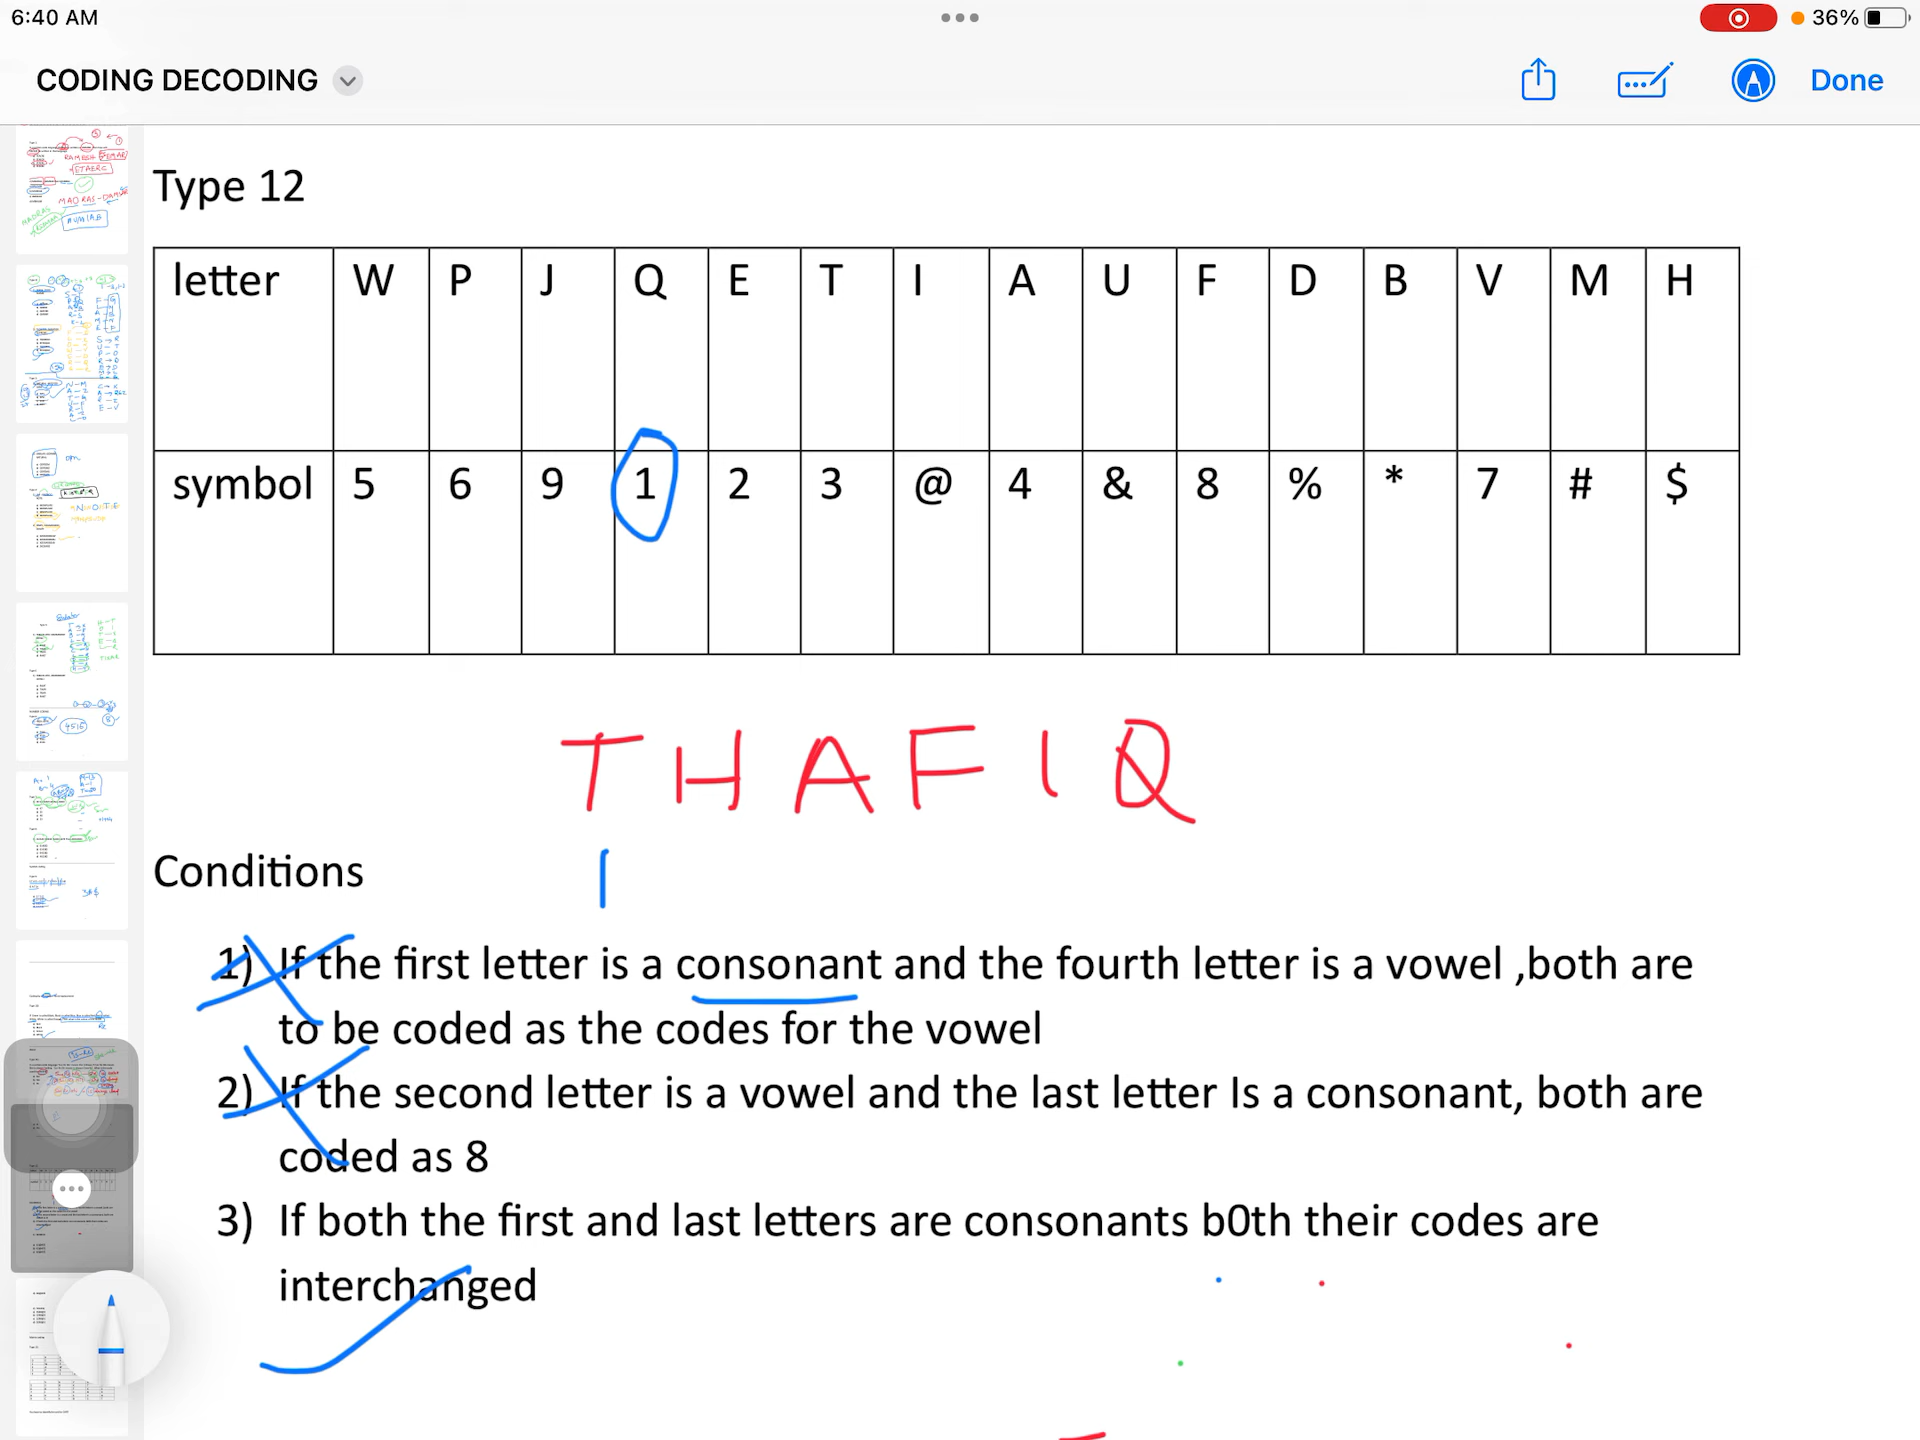 6:40 AM
36%
CODING DECODING
Done
Type 12
letter W P J Q E T I A U F D B V M H
symbol 5 6 9 1 2 3 @ 4 & 8 % * 7 # $
T H A F I Q
Conditions
1
1) If the first letter is a consonant and the fourth letter is a vowel ,both are
to be coded as the codes for the vowel
2) If the second letter is a vowel and the last letter Is a consonant, both are
coded as 8
3) If both the first and last letters are consonants b0th their codes are
interchanged